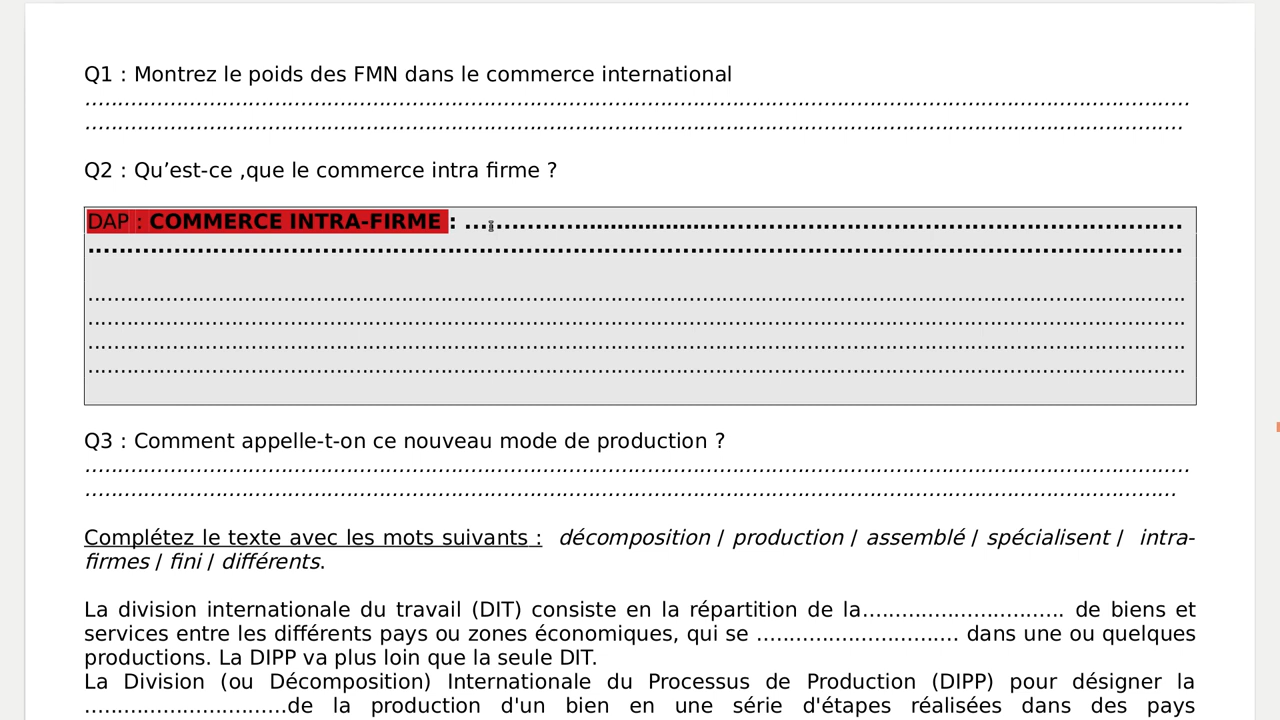 Q1 : Montrez le poids des FMN dans le commerce international
........................................................................................................................................................................
.......................................................................................................................................................................
Q2 : Qu’est-ce ,que le commerce intra firme ?
DAP : COMMERCE INTRA-FIRME : .............................................................................................................
.......................................................................................................................................................................
.......................................................................................................................................................................
.......................................................................................................................................................................
.......................................................................................................................................................................
.......................................................................................................................................................................
Q3 : Comment appelle-t-on ce nouveau mode de production ?
........................................................................................................................................................................
......................................................................................................................................................................
Complétez le texte avec les mots suivants :  décomposition / production / assemblé / spécialisent /  intra-
firmes / fini / différents.
La division internationale du travail (DIT) consiste en la répartition de la............................... de biens et
services entre les différents pays ou zones économiques, qui se ............................... dans une ou quelques
productions. La DIPP va plus loin que la seule DIT.
La Division (ou Décomposition) Internationale du Processus de Production (DIPP) pour désigner la
...............................de la production d'un bien en une série d'étapes réalisées dans des pays